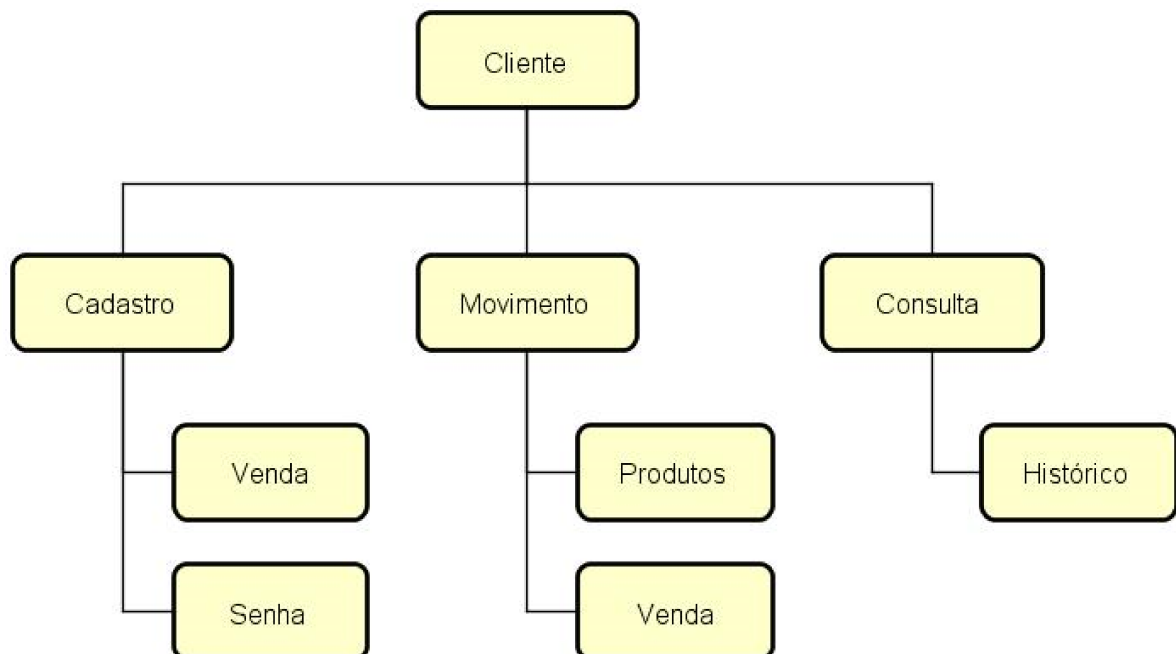 Cliente
Cadastro
Movimento
Consulta
Venda
Produtos
Histórico
Senha
Venda